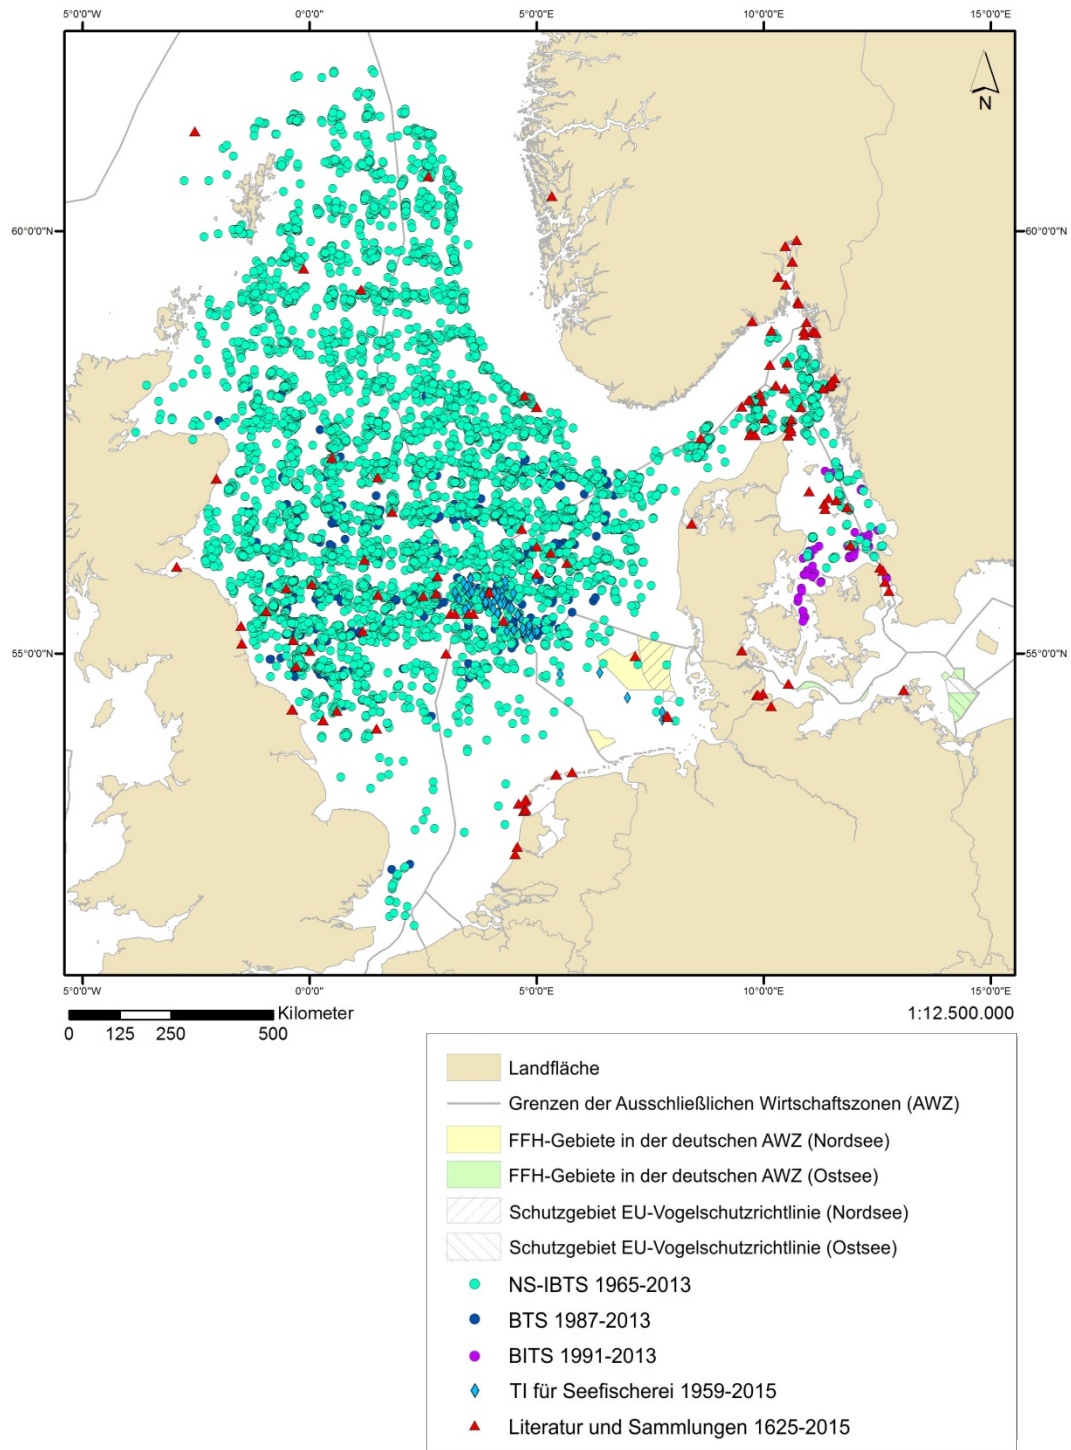 5°0'0"W 0°0'0"E 5°0'0"E 10°0'0"E 15°0'0"E
N
60°0'0"N 60°0'0"N
55°0'0"N 55°0'0"N
5°0'0"W 0°0'0"E 5°0'0"E 10°0'0"E 15°0'0"E
Kilometer 1:12.500.000
0 125 250 500
Landfläche
Grenzen der Ausschließlichen Wirtschaftszonen (AWZ)
FFH-Gebiete in der deutschen AWZ (Nordsee)
FFH-Gebiete in der deutschen AWZ (Ostsee)
Schutzgebiet EU-Vogelschutzrichtlinie (Nordsee)
Schutzgebiet EU-Vogelschutzrichtlinie (Ostsee)
NS-IBTS 1965-2013
BTS 1987-2013
BITS 1991-2013
TI für Seefischerei 1959-2015
Literatur und Sammlungen 1625-2015